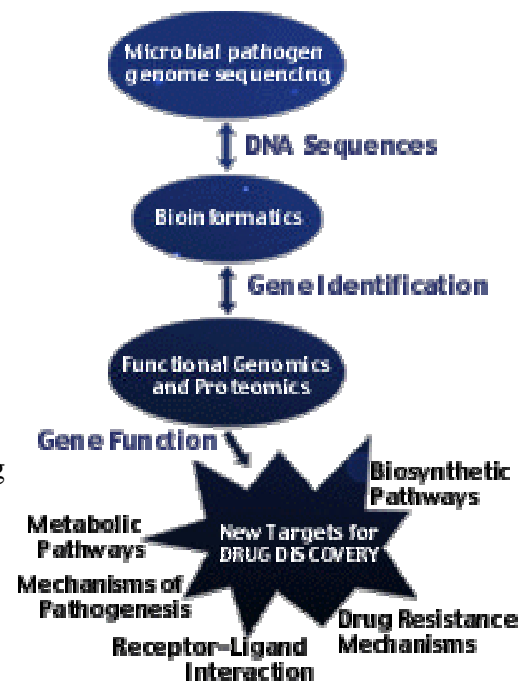 Microbial pathogen
genome sequencing
DNA Sequences
Bioinformatics
Gene Identification
Functional Genomics
and Proteomics
Gene Function
g
Biosynthetic
Pathways
New Targets for
DRUG DISCOVERY
Metabolic
Pathways
Mechanisms of
Pathogenesis
Drug Resistance
Mechanisms
Receptor-Ligand
Interaction